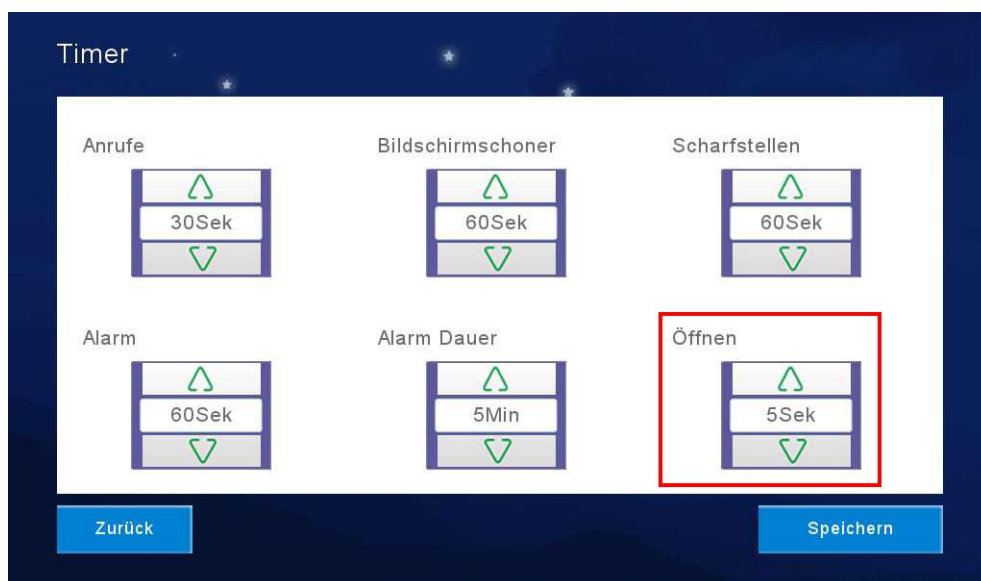 Timer
Anrufe
Bildschirmschoner
Scharfstellen
30Sek
60Sek
60Sek
Alarm
Alarm Dauer
Öffnen
60Sek
5Min
5Sek
Zurück
Speichern